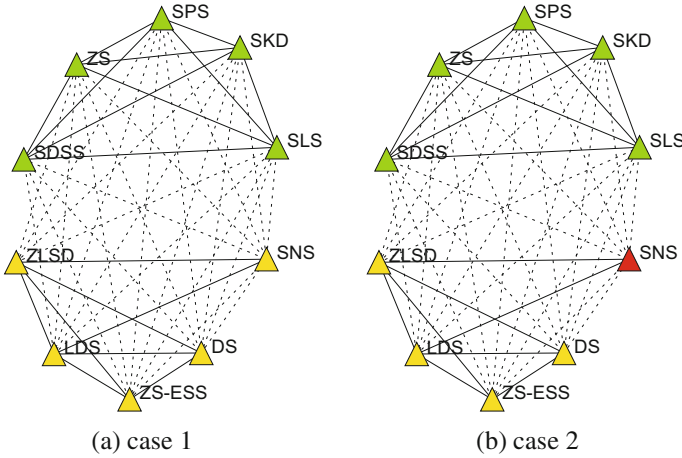 SPS
SKD
ZS
SLS
SDSS
ZLSD
SNS
LDS
DS
ZS-ESS
(a) case 1
SPS
SKD
ZS
SLS
SDSS
ZLSD
SNS
LDS
DS
ZS-ESS
(b) case 2